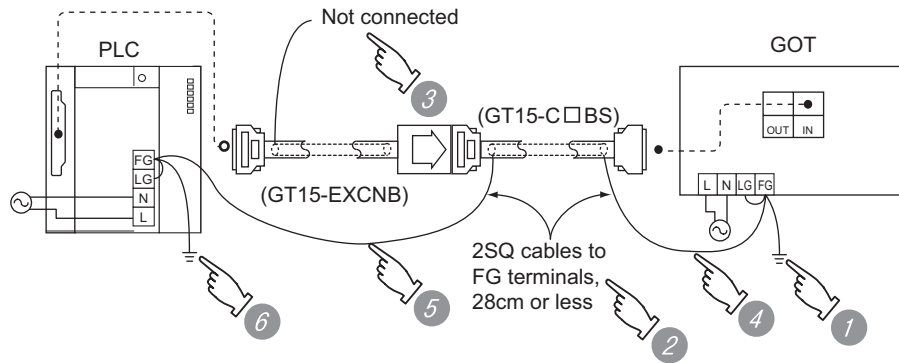 Not connected
PLC
GOT
3
(GT15-C□BS)
OUT IN
FG
LG
N
L
(GT15-EXCNB)
L N LG FG
2SQ cables to
FG terminals,
28cm or less
6
5
2
4
1